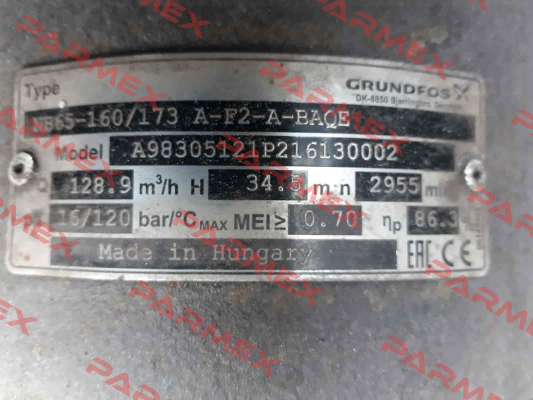 GRUNDFOS
Type
DK-8850 Bjerringbro Denmark
NB65-160/173 A-F2-A-BAQE
Model A98305121P216130002
Q 128.9 m³/h H 34.5 m n 2955
16/120 bar/°C MAX MEI ≥ 0.70 ηp 86.3
Made in Hungary
EAC CE
PARMEX